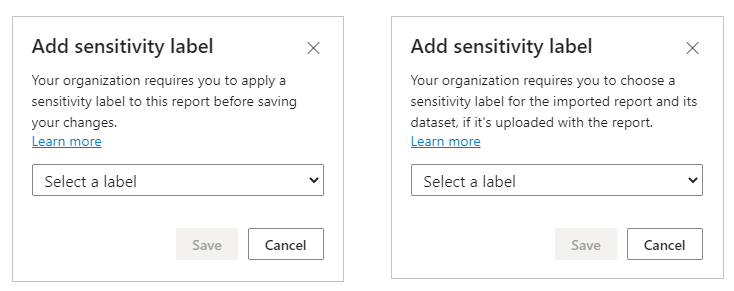 Add sensitivity label
Your organization requires you to apply a
sensitivity label to this report before saving
your changes.
Learn more
Select a label
Save
Cancel
Add sensitivity label
Your organization requires you to choose a
sensitivity label for the imported report and its
dataset, if it's uploaded with the report.
Learn more
Select a label
Save
Cancel